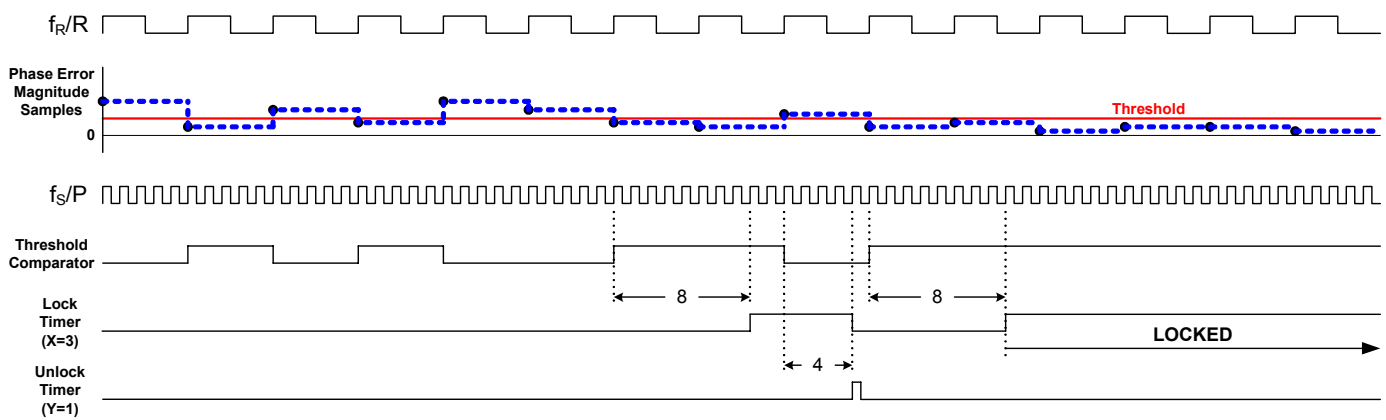 fR/R
Phase Error
Magnitude
Samples
Threshold
0
fS/P
Threshold
Comparator
8
8
Lock
Timer
(X=3)
LOCKED
4
Unlock
Timer
(Y=1)